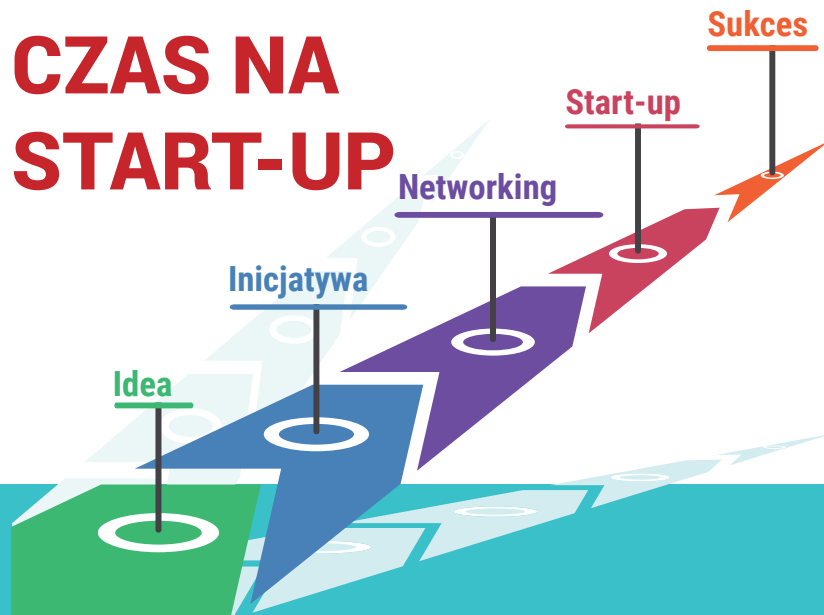 CZAS NA
START-UP
Sukces
Start-up
Networking
Inicjatywa
Idea